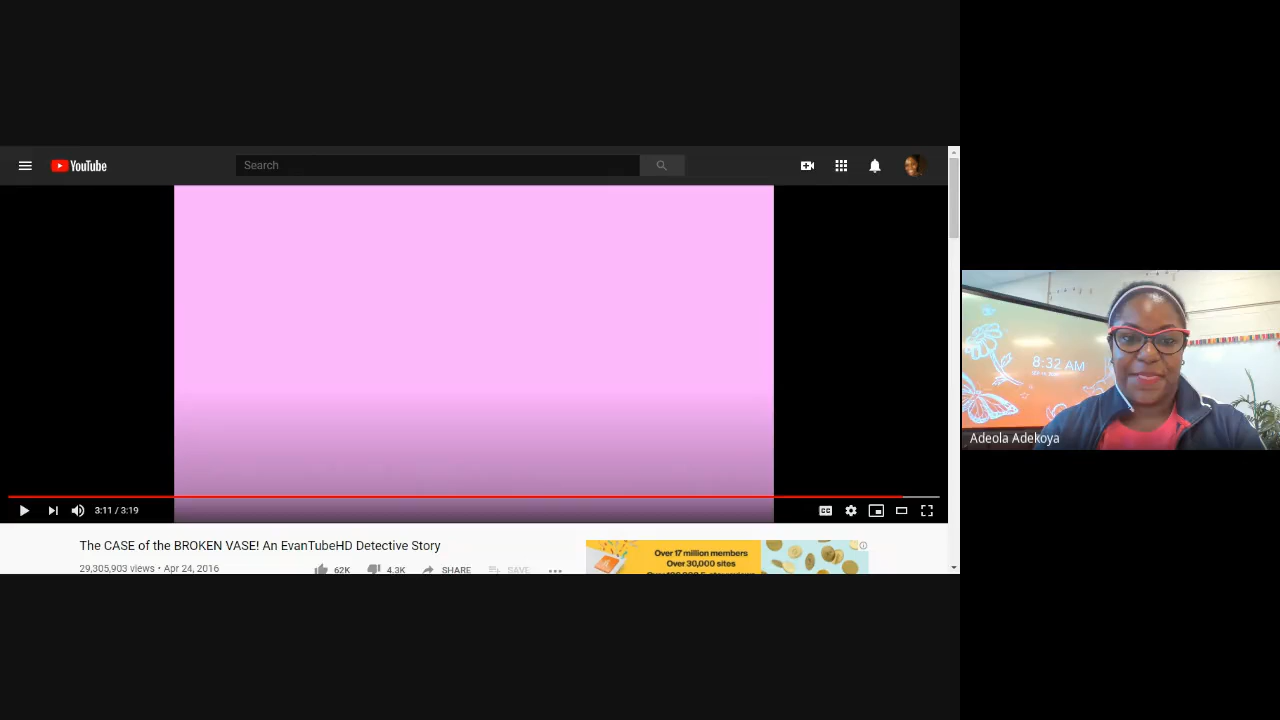 YouTube
Search
8:32 AM
Adeola Adekoya
3:11 / 3:19
CC
The CASE of the BROKEN VASE! An EvanTubeHD Detective Story
29,305,903 views • Apr 24, 2016
62K
4.3K
SHARE
SAVE
Over 17 million members
Over 30,000 sites